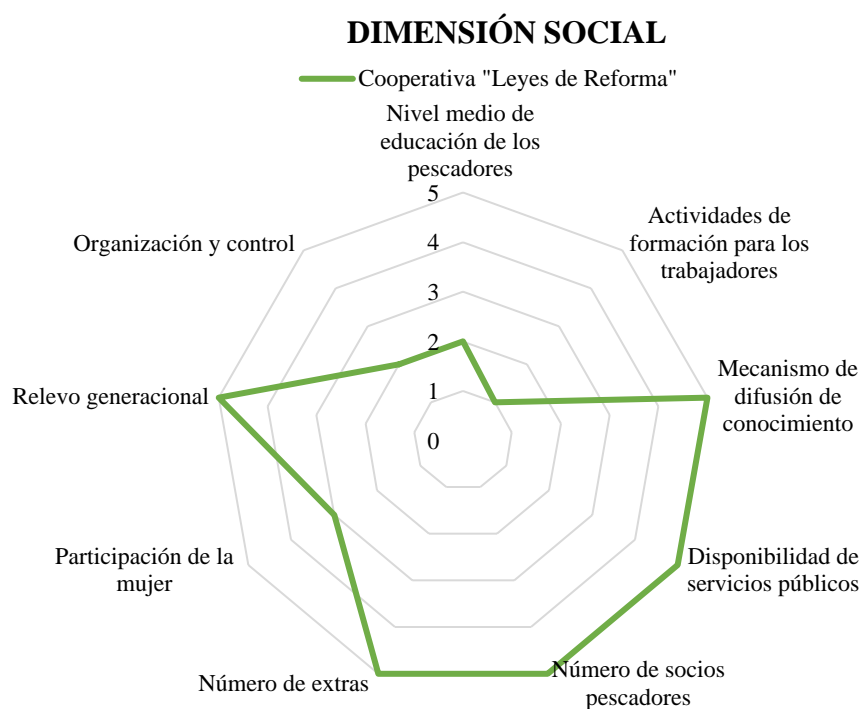 DIMENSIÓN SOCIAL
Cooperativa "Leyes de Reforma"
Nivel medio de
educación de los
pescadores
Actividades de
formación para los
trabajadores
Mecanismo de
difusión de
conocimiento
Disponibilidad de
servicios públicos
Número de socios
pescadores
Número de extras
Participación de la
mujer
Relevo generacional
Organización y control
5
4
3
2
1
0